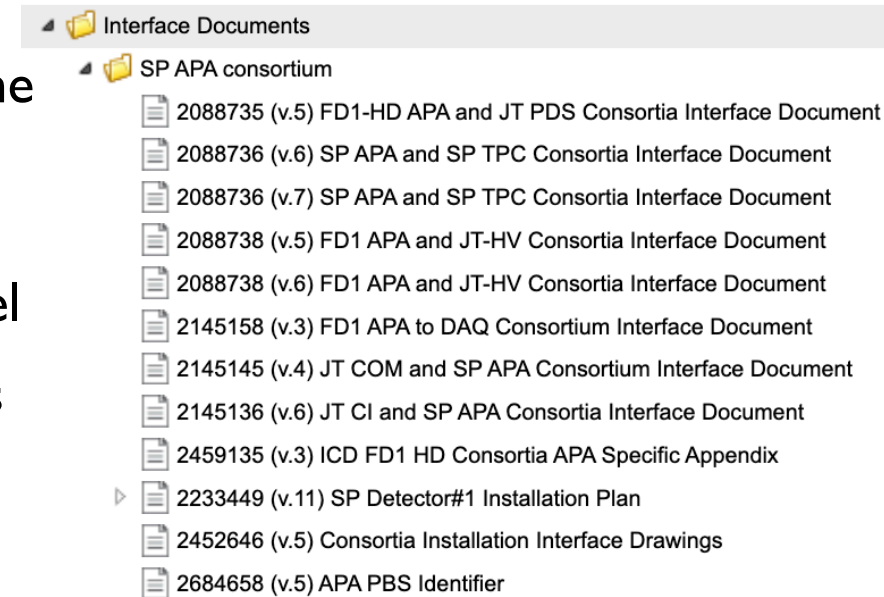 Interface Documents
SP APA consortium
ne
2088735 (v.5) FD1-HD APA and JT PDS Consortia Interface Document
2088736 (v.6) SP APA and SP TPC Consortia Interface Document
2088736 (v.7) SP APA and SP TPC Consortia Interface Document
2088738 (v.5) FD1 APA and JT-HV Consortia Interface Document
2088738 (v.6) FD1 APA and JT-HV Consortia Interface Document
el
2145158 (v.3) FD1 APA to DAQ Consortium Interface Document
2145145 (v.4) JT COM and SP APA Consortium Interface Document
s
2145136 (v.6) JT CI and SP APA Consortia Interface Document
2459135 (v.3) ICD FD1 HD Consortia APA Specific Appendix
2233449 (v.11) SP Detector#1 Installation Plan
2452646 (v.5) Consortia Installation Interface Drawings
2684658 (v.5) APA PBS Identifier